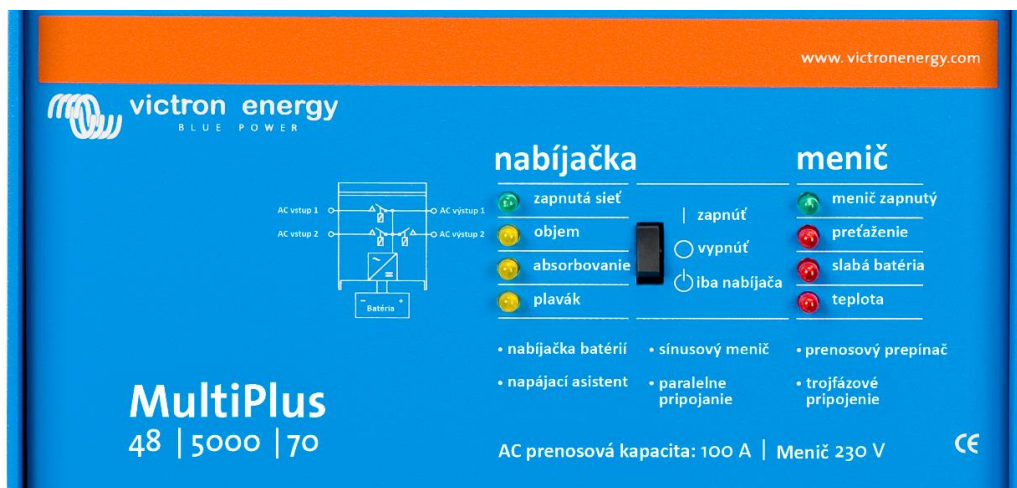 www. victronenergy.com
victron energy
BLUE POWER
nabíjačka
menič
zapnutá sieť
objem
absorbovanie
plavák
| zapnúť
vypnúť
iba nabíjača
menič zapnutý
preťaženie
slabá batéria
teplota
AC vstup 1
AC výstup 1
AC vstup 2
AC výstup 2
− +
Batéria
• nabíjačka batérií
• sínusový menič
• prenosový prepínač
• napájací asistent
• paralelne
pripojanie
• trojfázové
pripojenie
MultiPlus
48 | 5000 | 70
AC prenosová kapacita: 100 A | Menič 230 V
CE